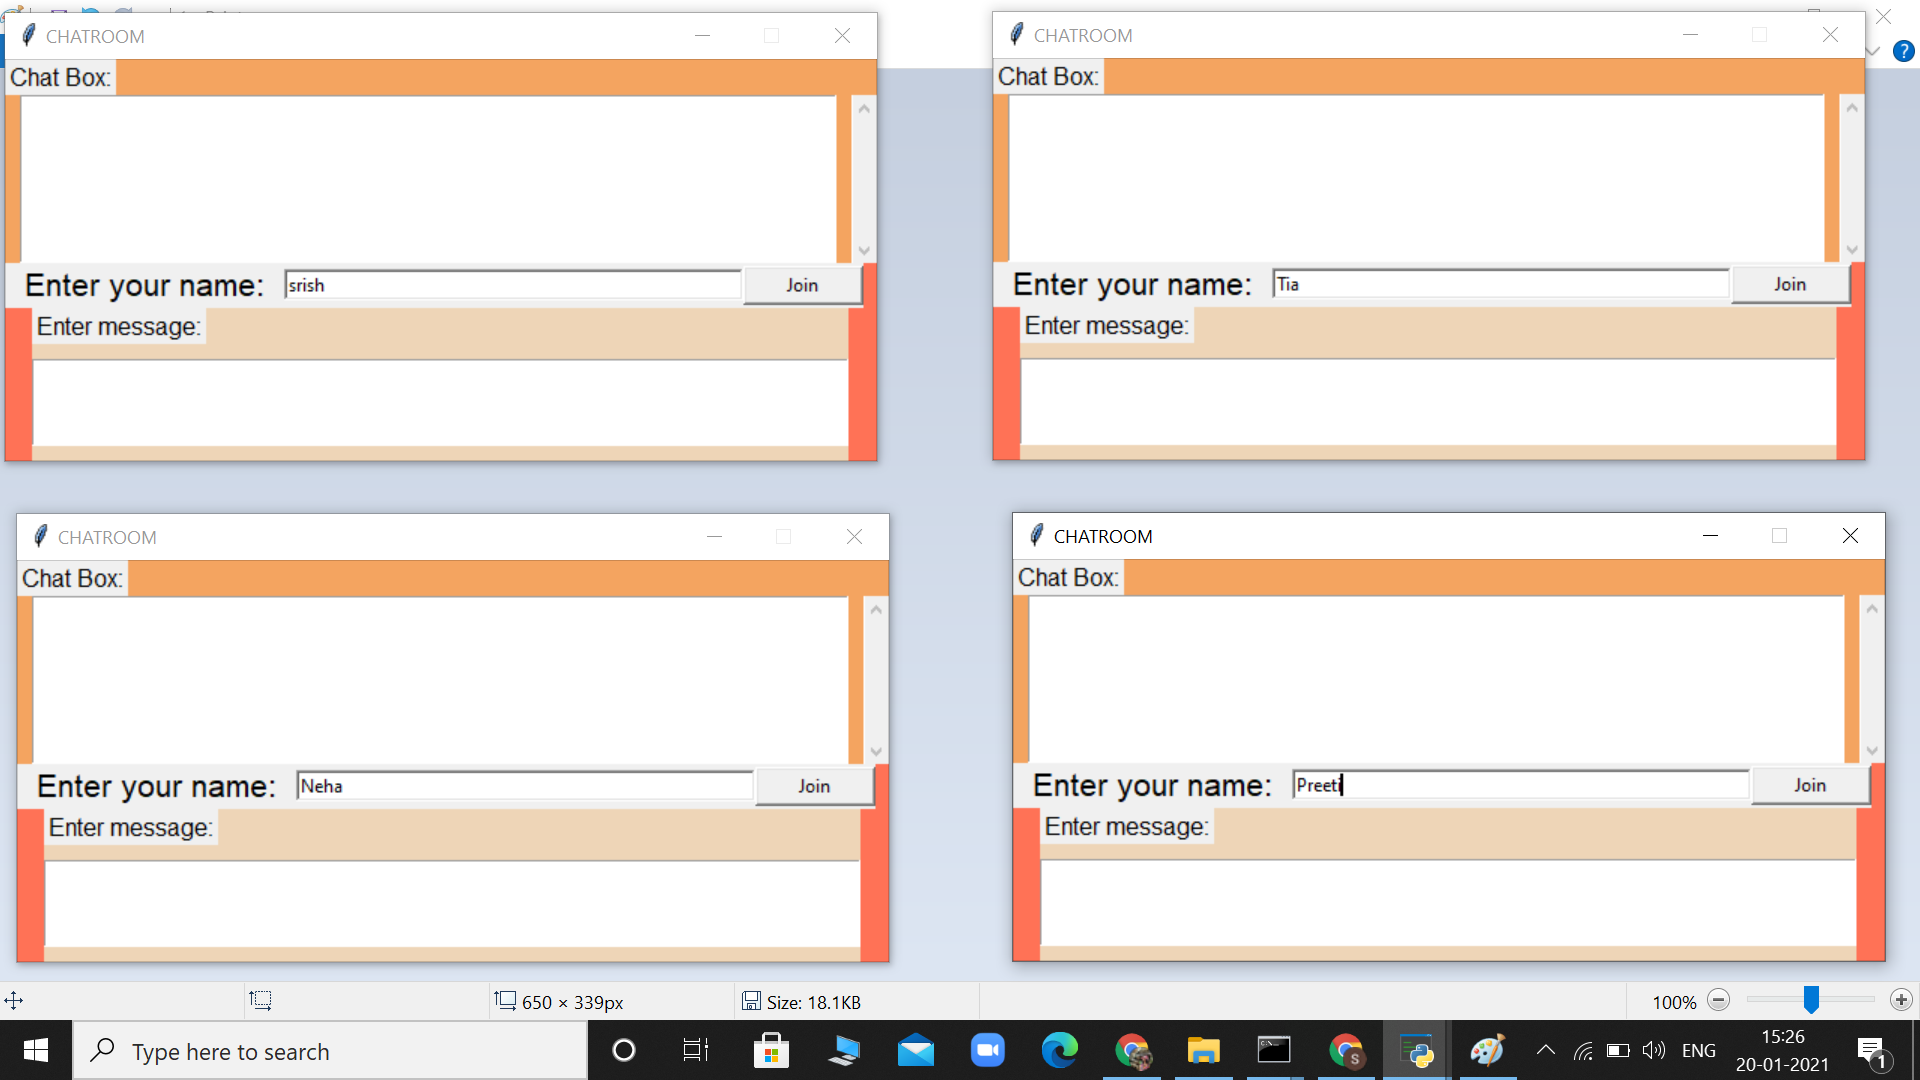 CHATROOM
Chat Box:
Enter your name: srish Join
Enter message:
CHATROOM
Chat Box:
Enter your name: Tia Join
Enter message:
CHATROOM
Chat Box:
Enter your name: Neha Join
Enter message:
CHATROOM
Chat Box:
Enter your name: Preeti Join
Enter message:
650 × 339px Size: 18.1KB 100%
Type here to search S ENG 15:26
20-01-2021 1